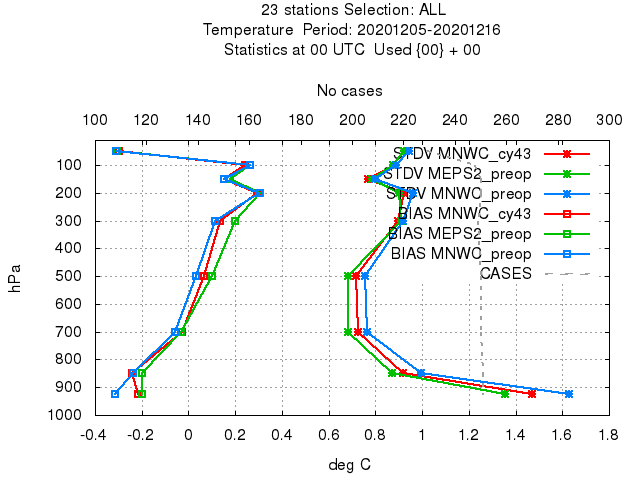 23 stations Selection: ALL
Temperature Period: 20201205-20201216
Statistics at 00 UTC Used {00} + 00
No cases
100 120 140 160 180 200 220 240 260 280 300
STDV MNWC_cy43
STDV MEPS2_preop
STDV MNWC_preop
BIAS MNWC_cy43
BIAS MEPS2_preop
BIAS MNWC_preop
CASES
hPa
100
200
300
400
500
600
700
800
900
1000
-0.4 -0.2 0 0.2 0.4 0.6 0.8 1 1.2 1.4 1.6 1.8
deg C